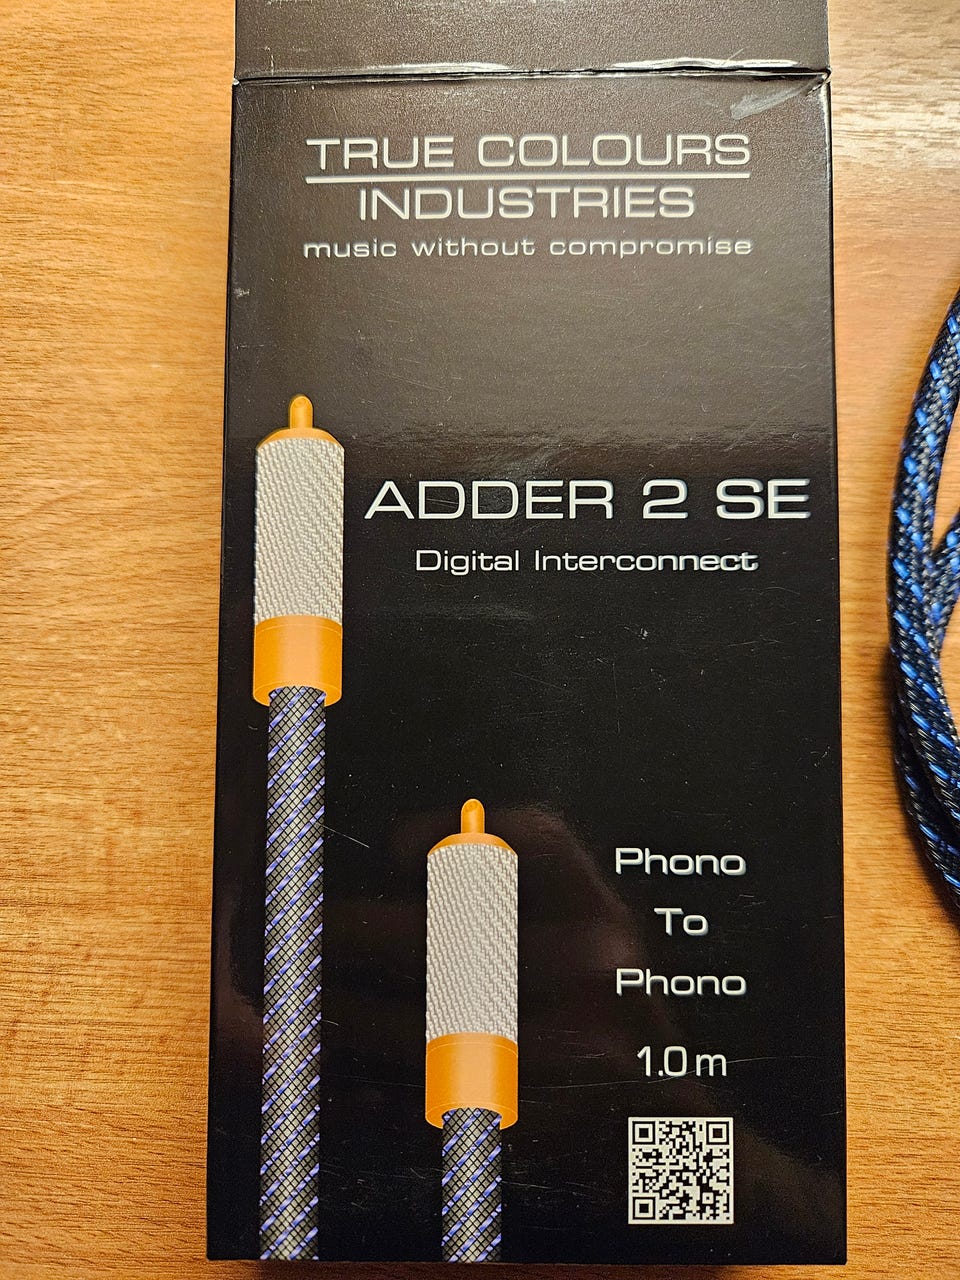 TRUE COLOURS
INDUSTRIES
music without compromise
ADDER 2 SE
Digital Interconnect
Phono
To
Phono
1.0m